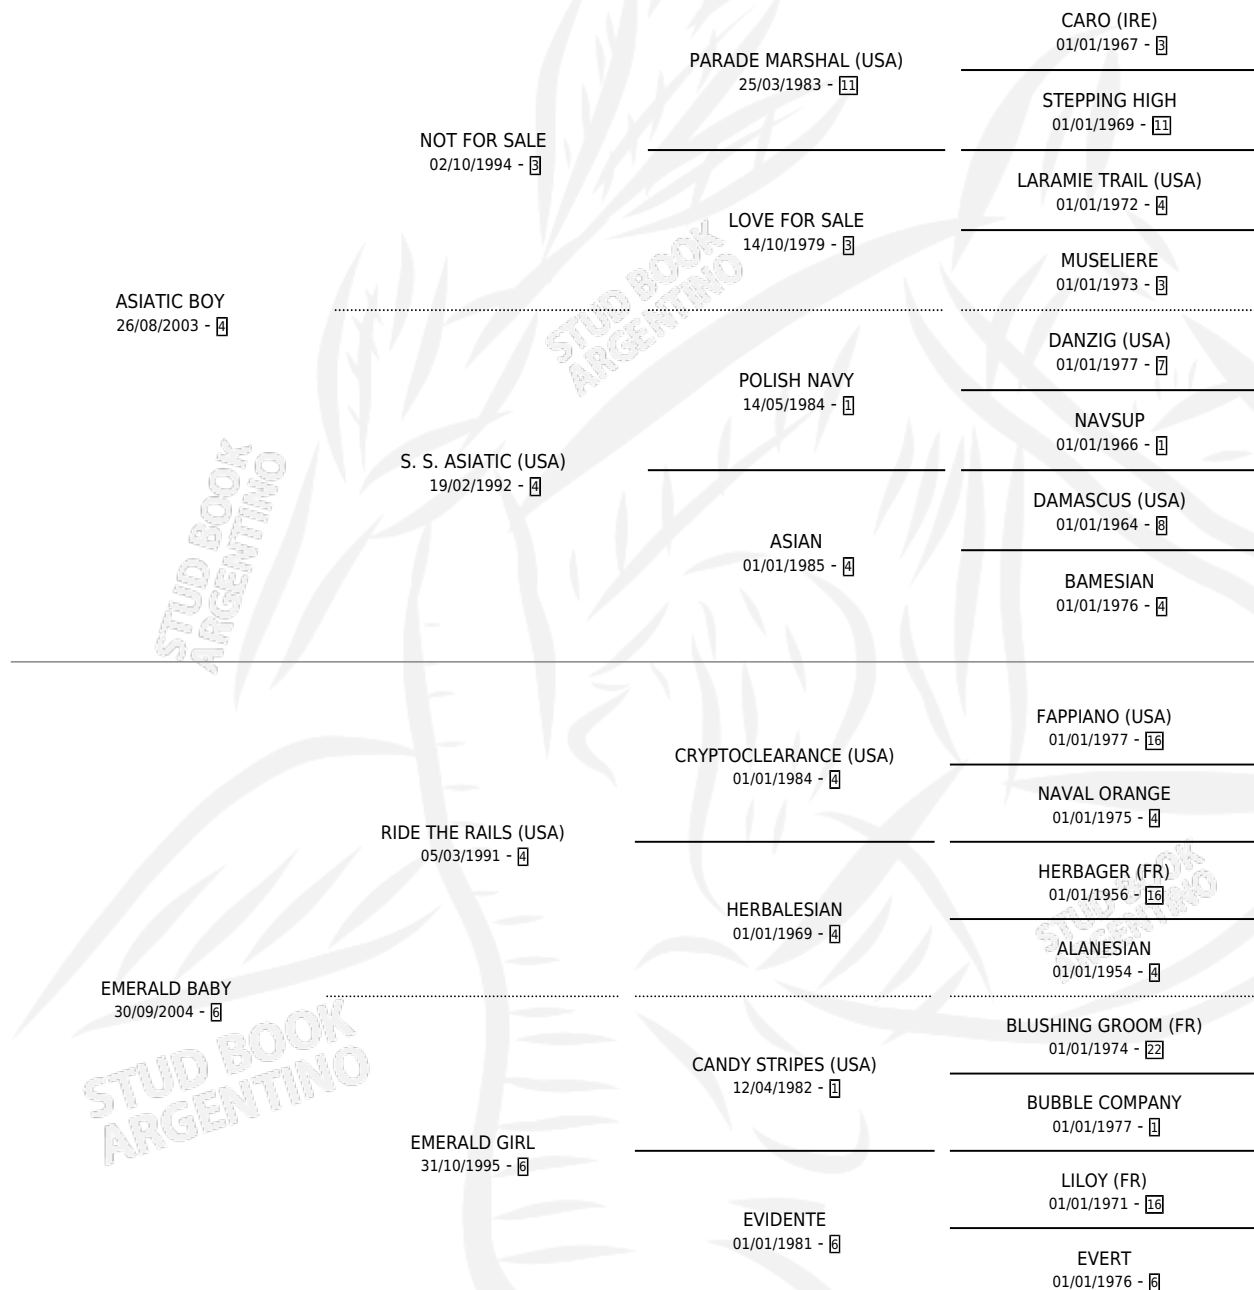 CARO (IRE)
01/01/1967 - 3
PARADE MARSHAL (USA)
25/03/1983 - 11
STEPPING HIGH
01/01/1969 - 11
NOT FOR SALE
02/10/1994 - 3
LARAMIE TRAIL (USA)
01/01/1972 - 4
LOVE FOR SALE
14/10/1979 - 3
MUSELIERE
01/01/1973 - 3
ASIATIC BOY
26/08/2003 - 4
STUD BOOK
ARGENTINO
DANZIG (USA)
01/01/1977 - 7
POLISH NAVY
14/05/1984 - 1
NAVSUP
01/01/1966 - 1
S. S. ASIATIC (USA)
19/02/1992 - 4
DAMASCUS (USA)
01/01/1964 - 8
ASIAN
01/01/1985 - 4
BAMESIAN
01/01/1976 - 4
STUD BOOK
ARGENTINO
FAPPIANO (USA)
01/01/1977 - 16
CRYPTOCLEARANCE (USA)
01/01/1984 - 4
NAVAL ORANGE
01/01/1975 - 4
RIDE THE RAILS (USA)
05/03/1991 - 4
HERBAGER (FR)
01/01/1956 - 16
HERBALESIAN
01/01/1969 - 4
ALANESIAN
01/01/1954 - 4
STUD BOOK
ARGENTINO
EMERALD BABY
30/09/2004 - 6
BLUSHING GROOM (FR)
01/01/1974 - 22
CANDY STRIPES (USA)
12/04/1982 - 1
BUBBLE COMPANY
01/01/1977 - 1
STUD BOOK
ARGENTINO
EMERALD GIRL
31/10/1995 - 6
LILOY (FR)
01/01/1971 - 16
EVIDENTE
01/01/1981 - 6
EVERT
01/01/1976 - 6